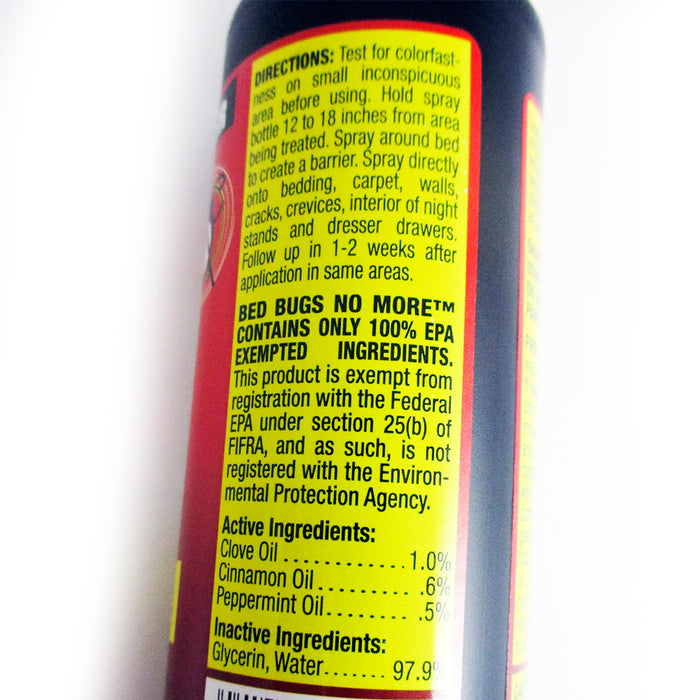 DIRECTIONS: Test for colorfast-
ness on small inconspicuous
area before using. Hold spray
bottle 12 to 18 inches from area
being treated. Spray around bed
to create a barrier. Spray directly
onto bedding, carpet, walls,
cracks, crevices, interior of night
stands and dresser drawers.
Follow up in 1-2 weeks after
application in same areas.
BED BUGS NO MORE™
CONTAINS ONLY 100% EPA
EXEMPTED INGREDIENTS.
This product is exempt from
registration with the Federal
EPA under section 25(b) of
FIFRA, and as such, is not
registered with the Environ-
mental Protection Agency.
Active Ingredients:
Clove Oil . . . . . . . . . . . . . 1.0%
Cinnamon Oil . . . . . . . . . . .6%
Peppermint Oil. . . . . . . . . .5%
Inactive Ingredients:
Glycerin, Water. . . . . . 97.9%